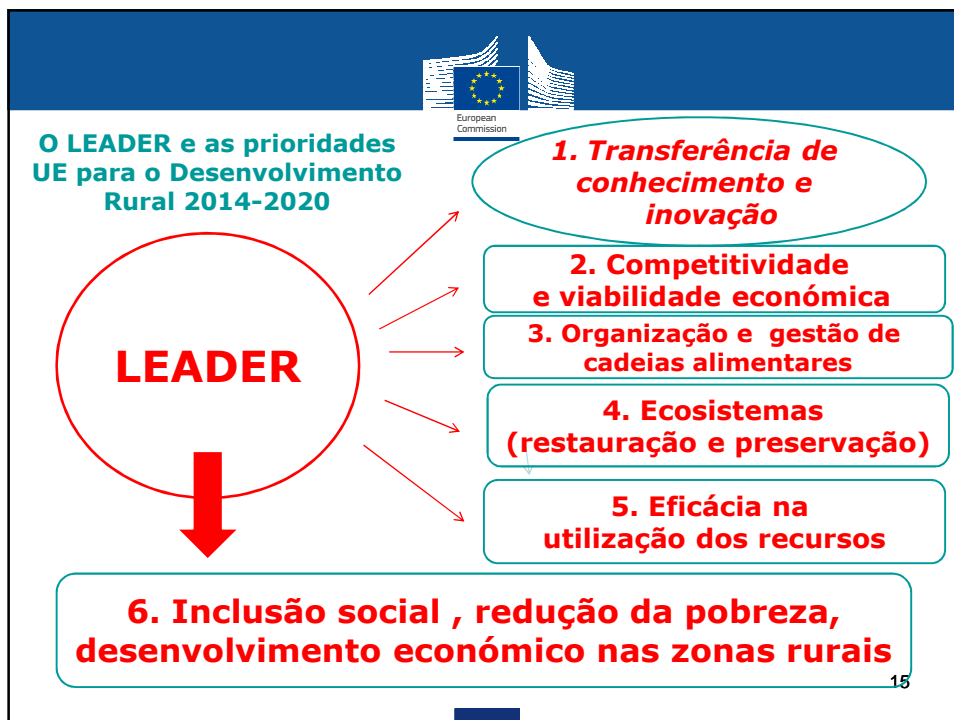 European
Commission
O LEADER e as prioridades
UE para o Desenvolvimento
Rural 2014-2020
1. Transferência de
conhecimento e
inovação
2. Competitividade
e viabilidade económica
3. Organização e  gestão de
cadeias alimentares
LEADER
4. Ecosistemas
(restauração e preservação)
5. Eficácia na
utilização dos recursos
6. Inclusão social , redução da pobreza,
desenvolvimento económico nas zonas rurais
15